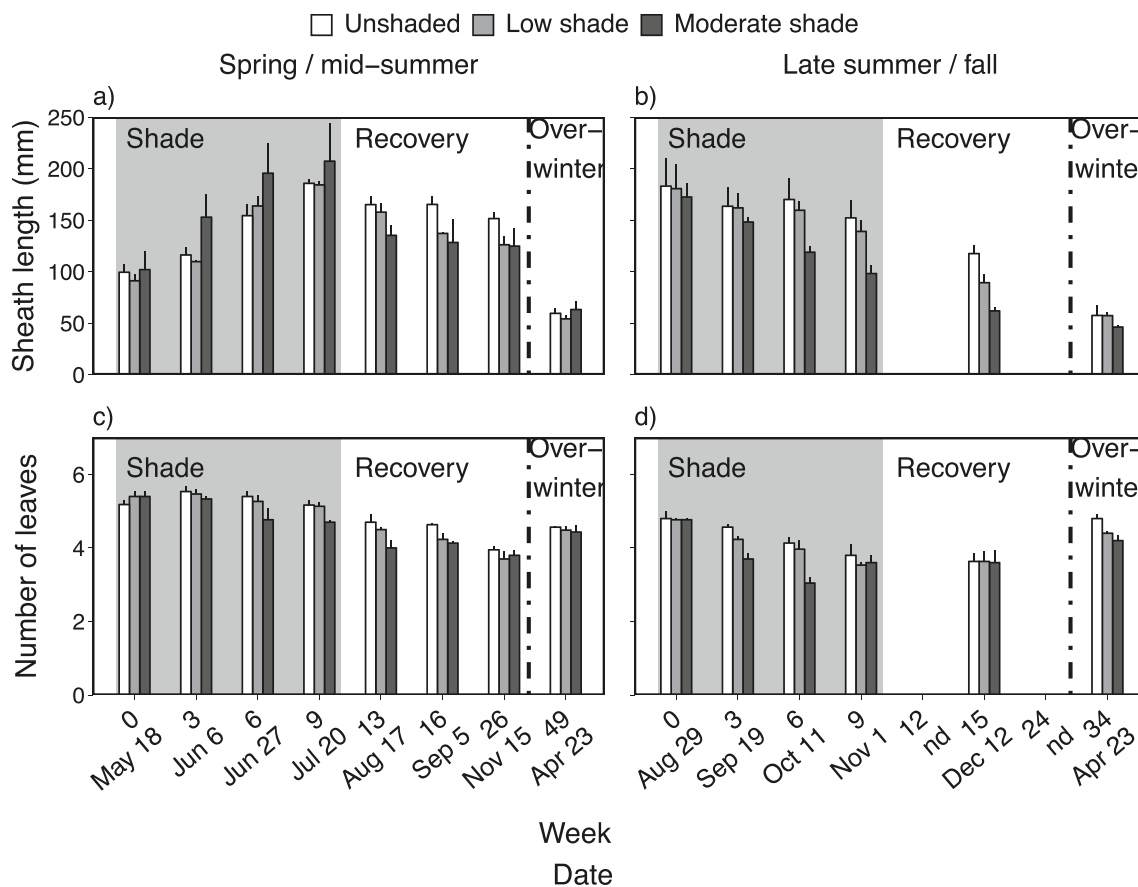 Unshaded Low shade Moderate shade
Spring / mid−summer
Late summer / fall
a)
b)
Sheath length (mm)
250
200
150
100
50
0
Shade
Recovery
Over−
winter
Shade
Recovery
Over−
winter
c)
d)
Number of leaves
6
4
2
0
Shade
Recovery
Over−
winter
Shade
Recovery
Over−
winte
0
May 18
3
Jun 6
6
Jun 27
9
Jul 20
13
Aug 17
16
Sep 5
26
Nov 15
49
Apr 23
0
Aug 29
3
Sep 19
6
Oct 11
9
Nov 1
12
nd
15
Dec 12
24
nd
34
Apr 23
Week
Date